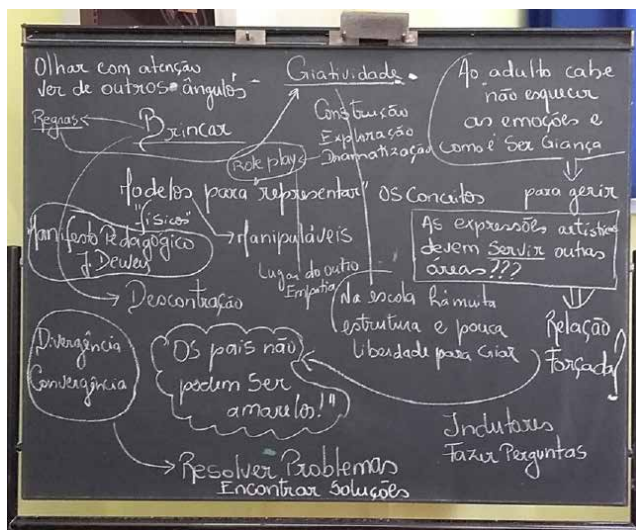 Olhar com atenção
ver de outros ângulos
Criatividade
Regras
Brincar
Construção
Exploração
Dramatização
Role play
Ao adulto cabe
não esquecer
as emoções e
como é Ser Criança
Modelos para "representar" os conceitos
"físicos"
para gerir
Manifesto Pedagógico
J. Dewey
Manipuláveis
As expressões artísticas
devem Servir outras
áreas???
Lugar do outro
Empatia
Descontração
Na escola há muita
estrutura e pouca
liberdade para Criar
Relação
Forçada!
Divergência
Convergência
"Os pais não
podem Ser
amarelos!"
Indutores
Fazer Perguntas
Resolver Problemas
Encontrar Soluções